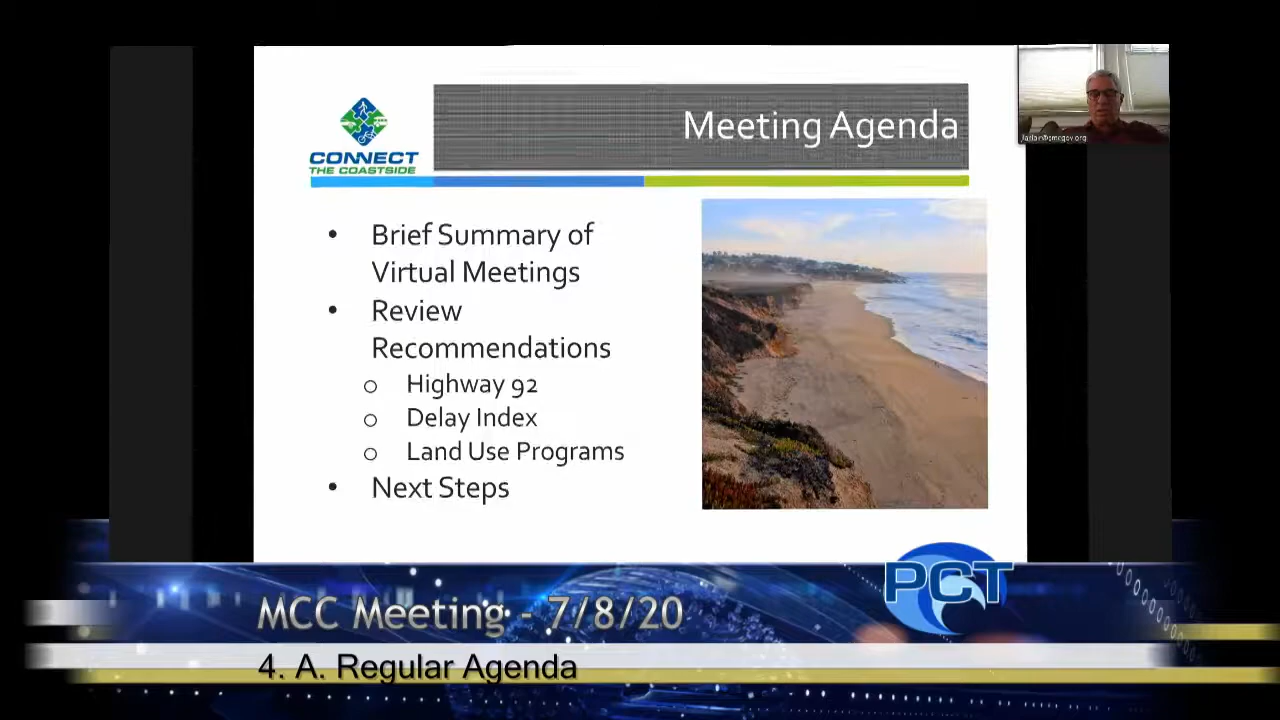 Meeting Agenda
CONNECT
THE COASTSIDE
• Brief Summary of
Virtual Meetings
• Review
Recommendations
o Highway 92
o Delay Index
o Land Use Programs
• Next Steps
PCT
MCC Meeting - 7/8/20
4. A. Regular Agenda